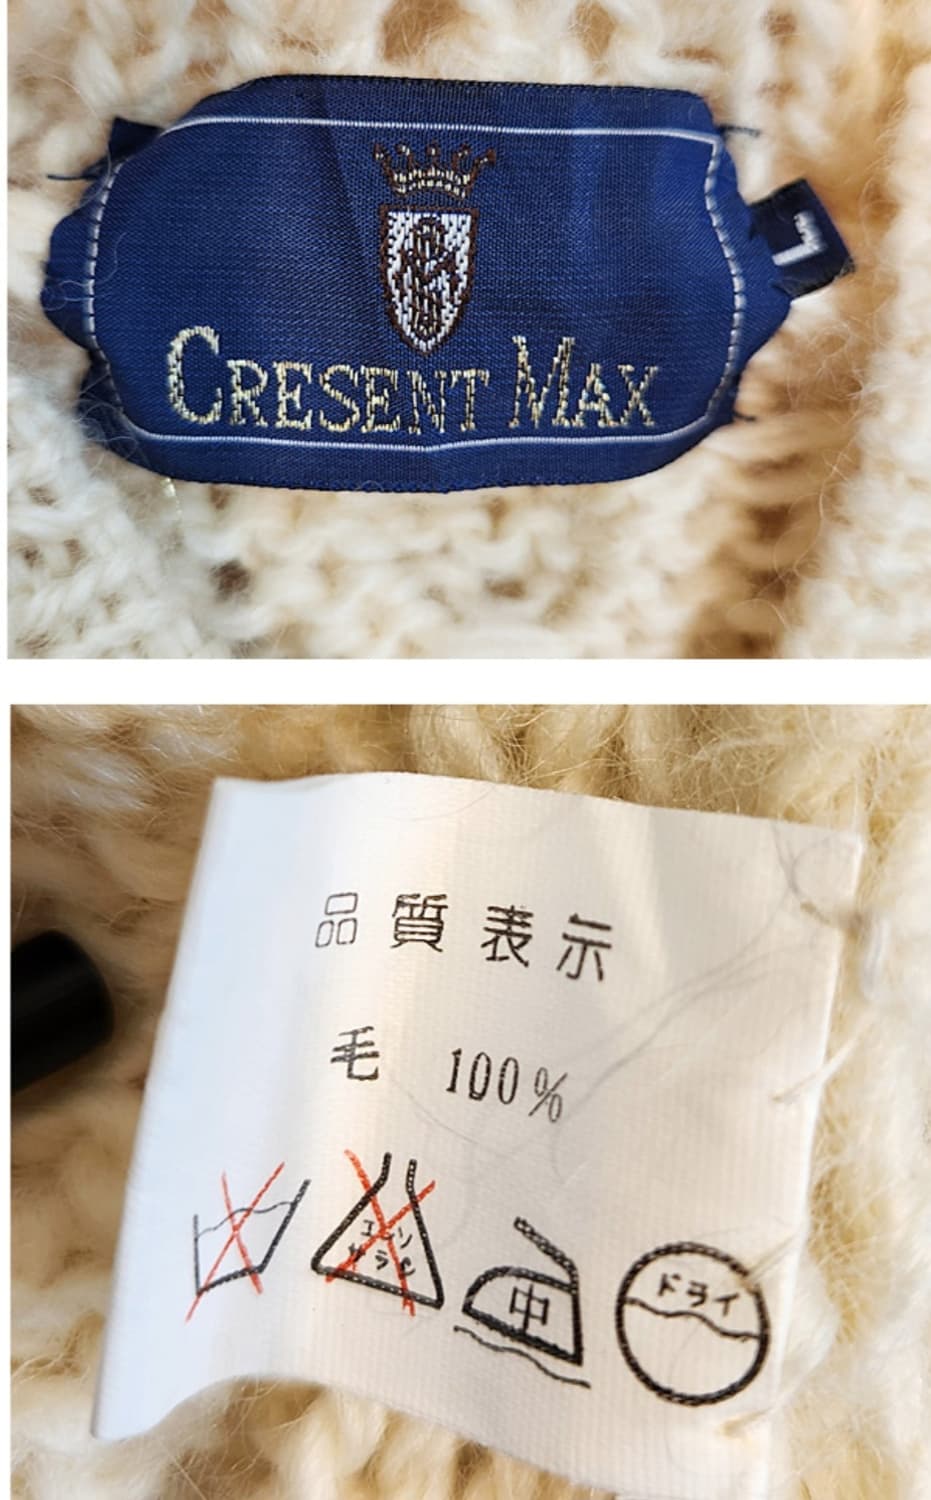 L
CRESENT MAX
品質表示
毛 100%
エンソ
サラシ
中
ドライ